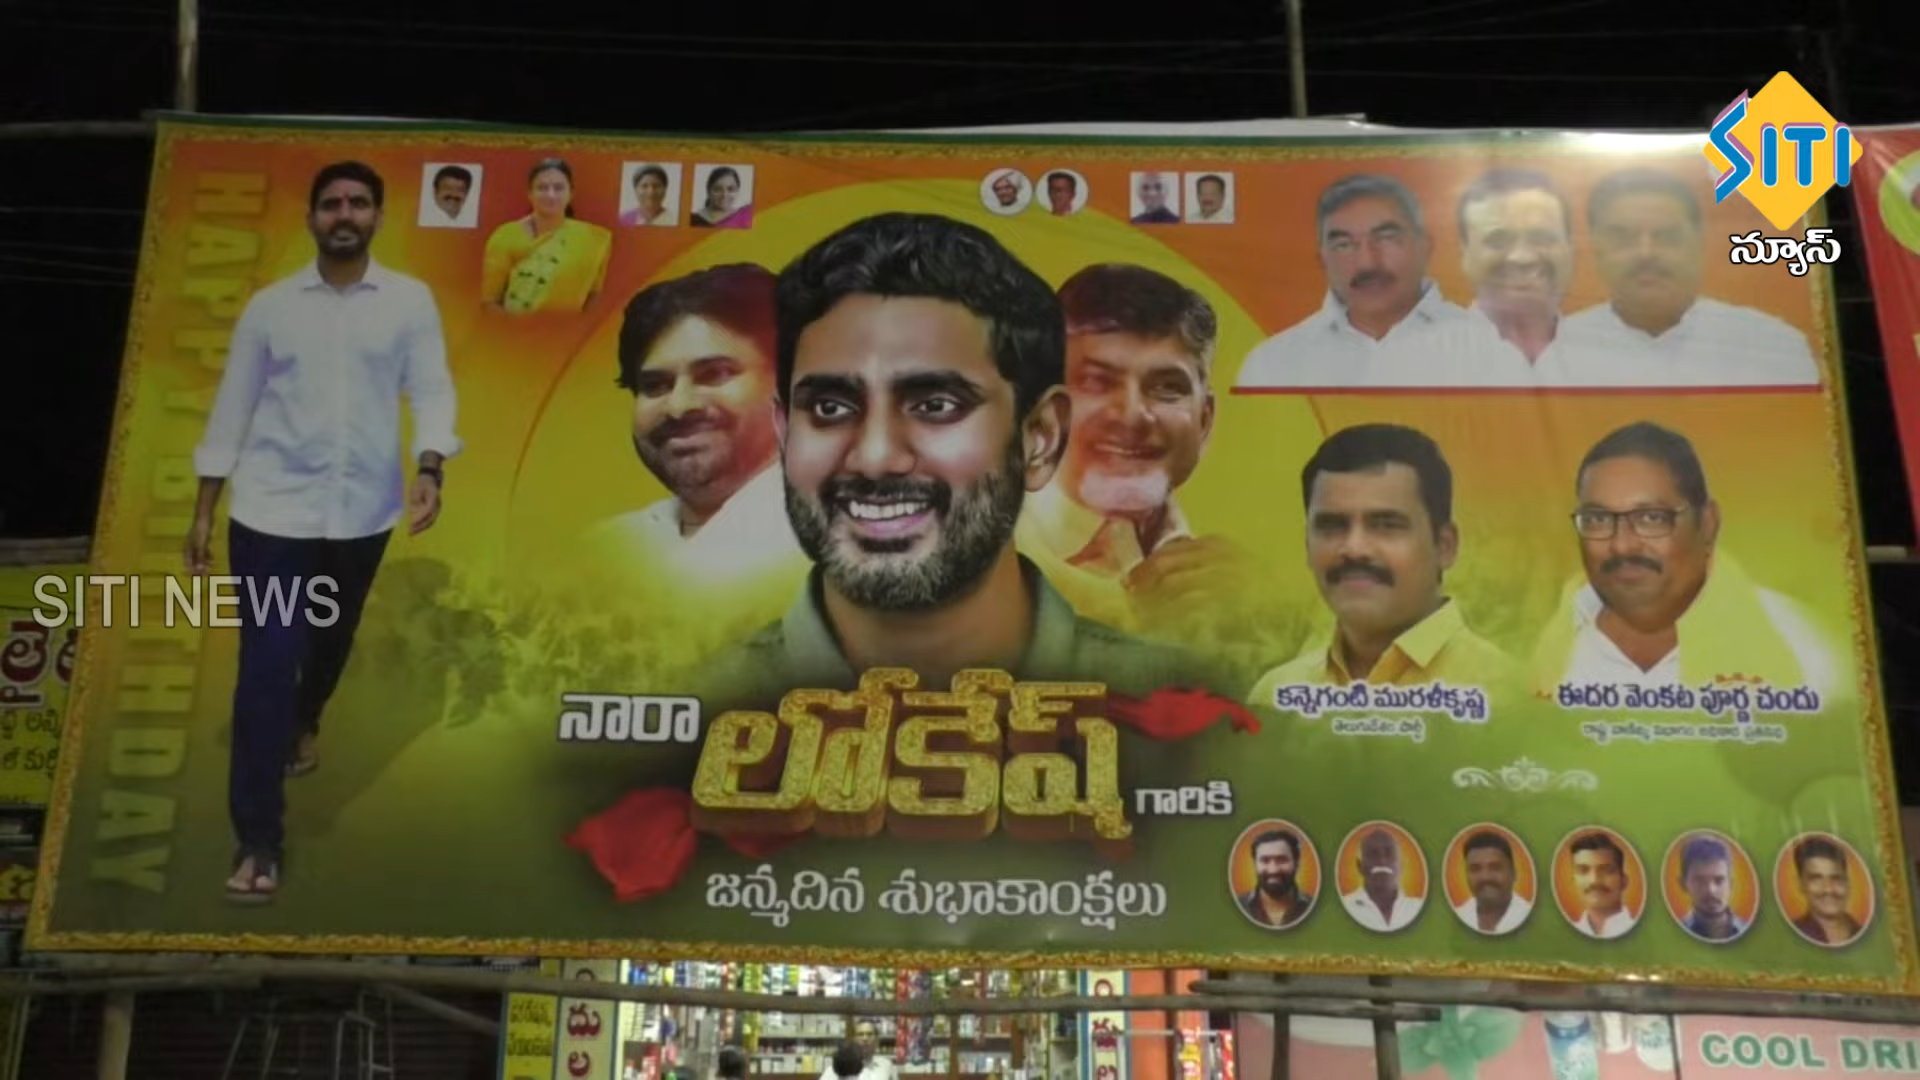 SITI
న్యూస్
HAPPY BIRTHDAY
SITI NEWS
నారా లోకేష్ గారికి
జన్మదిన శుభాకాంక్షలు
కన్నెగంటి మురళీకృష్ణ
తెలుగుదేశం పార్టీ
ఈదర వెంకట పూర్ణ చందు
COOL DRI